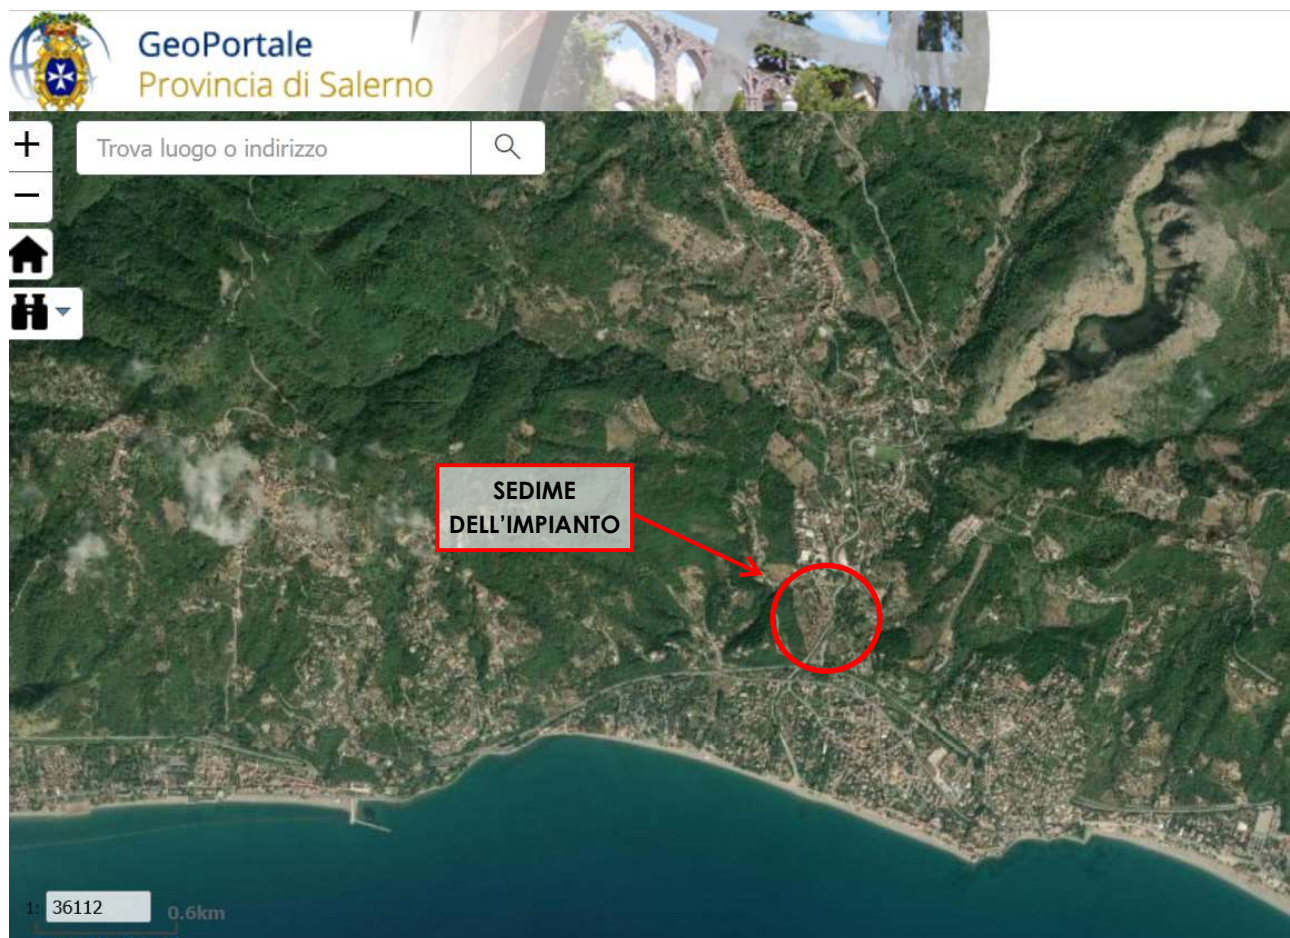 GeoPortale
Provincia di Salerno
+
Trova luogo o indirizzo
−
SEDIME
DELL'IMPIANTO
1: 36112
0.6km